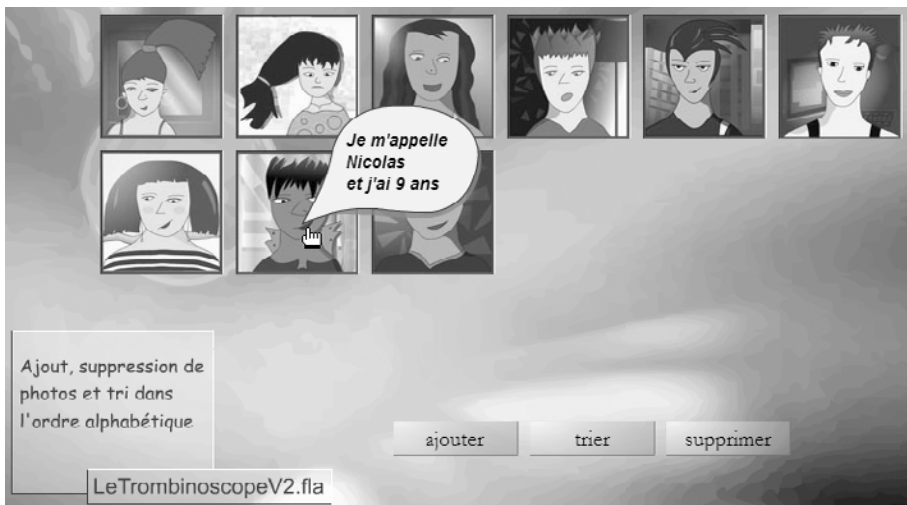 Je m'appelle
Nicolas
et j'ai 9 ans
Ajout, suppression de
photos et tri dans
l'ordre alphabétique
ajouter
trier
supprimer
LeTrombinoscopeV2.fla